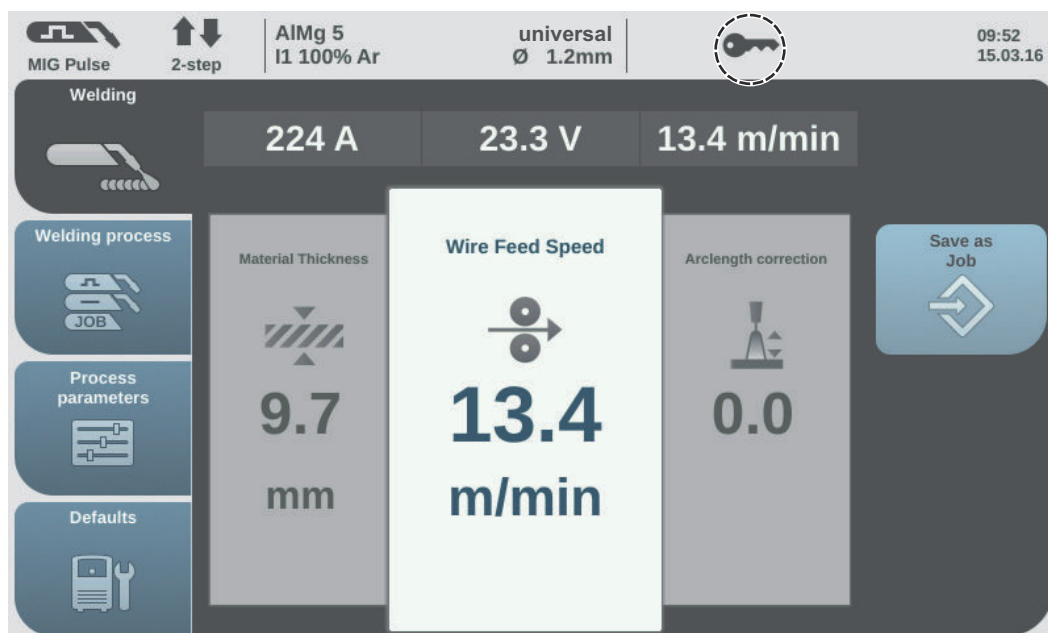 MIG Pulse
2-step
AlMg 5
I1 100% Ar
universal
Ø 1.2mm
09:52
15.03.16
Welding
224 A
23.3 V
13.4 m/min
Welding process
JOB
Process
parameters
Defaults
Material Thickness
9.7
mm
Wire Feed Speed
13.4
m/min
Arclength correction
0.0
Save as
Job